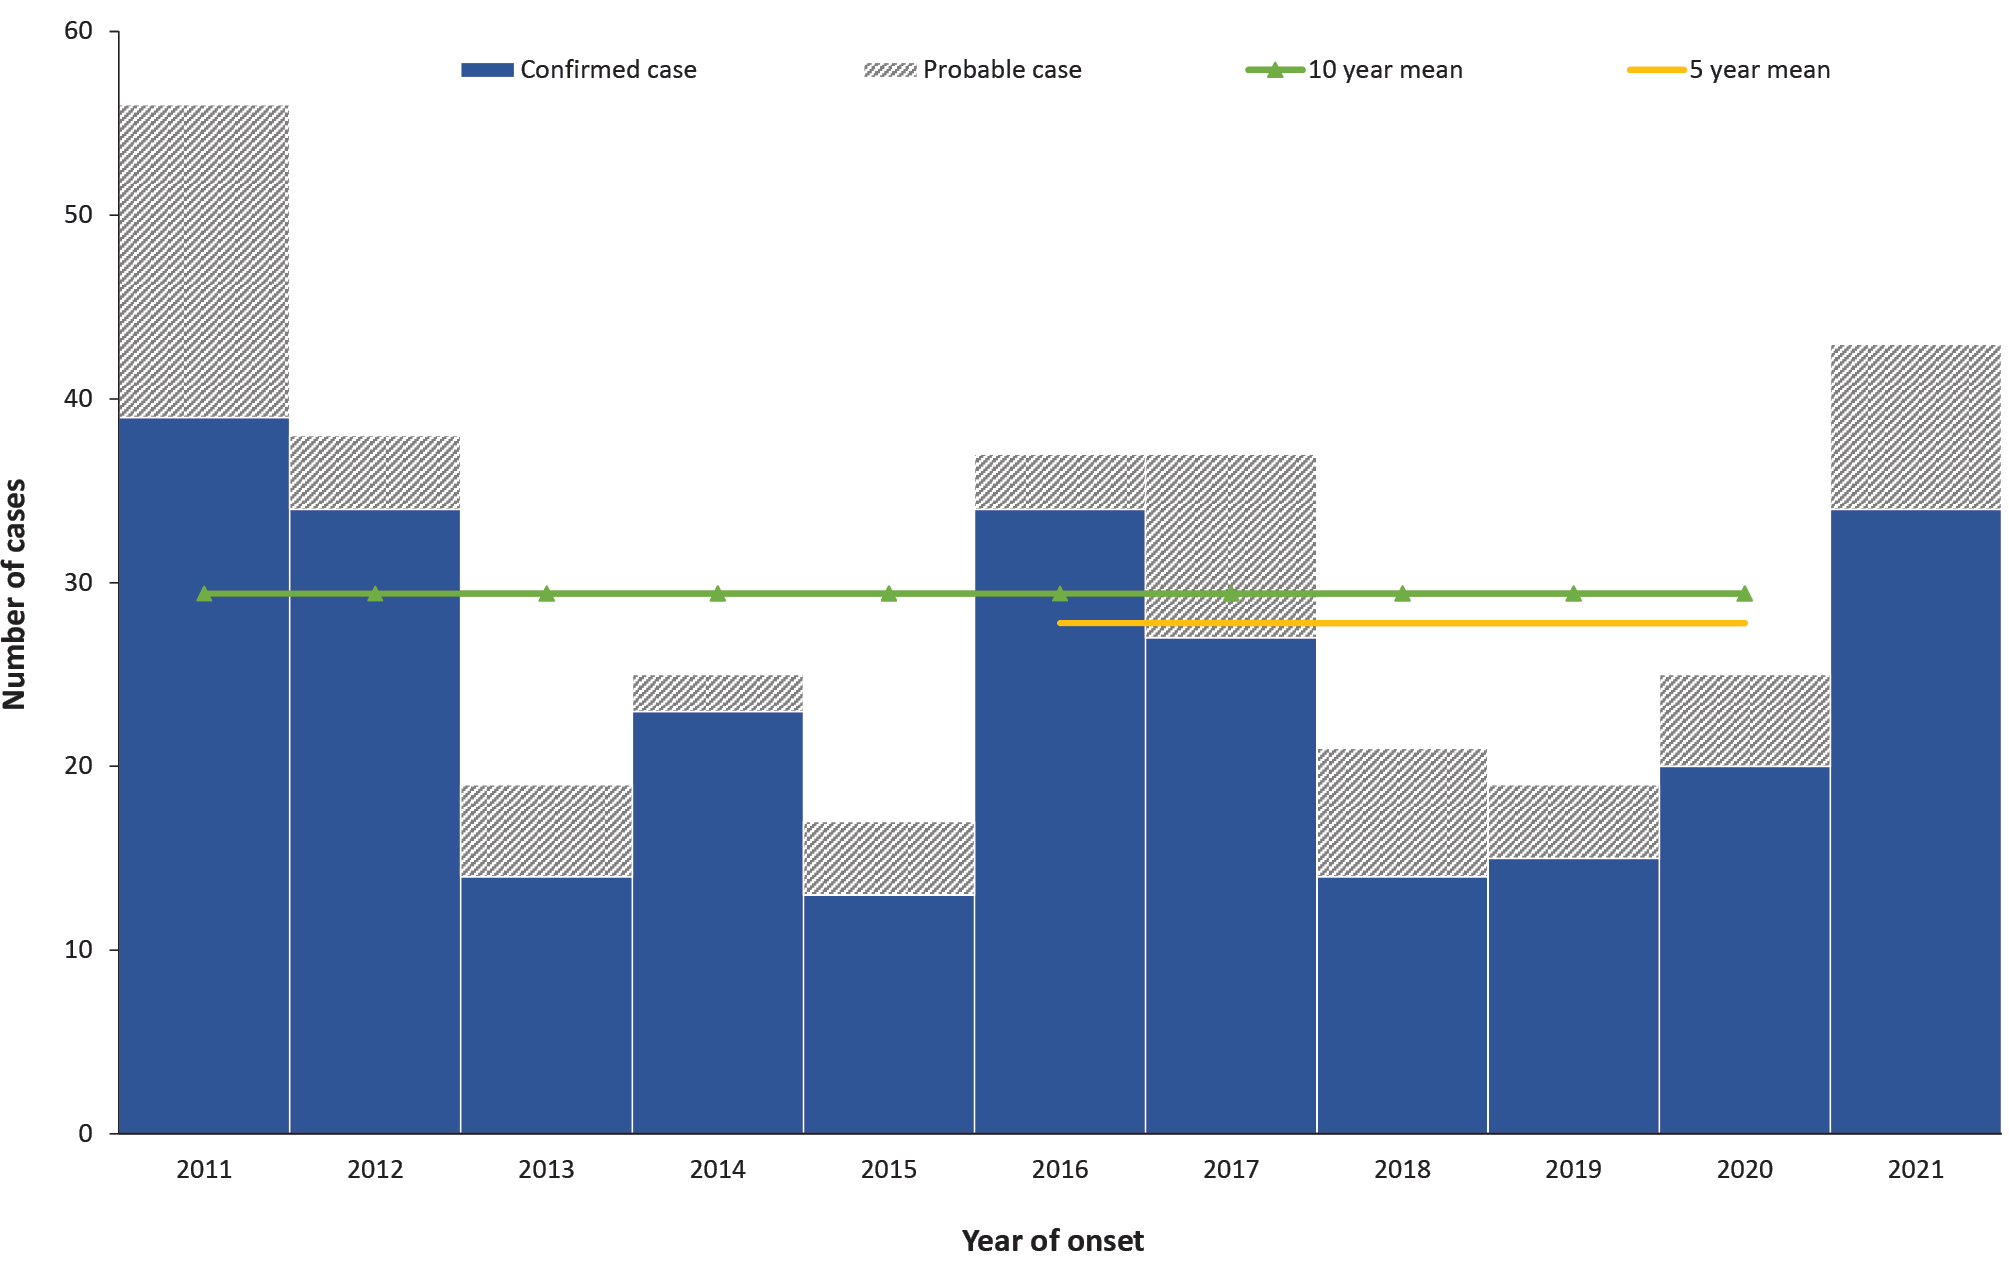 60
Confirmed case Probable case 10 year mean 5 year mean
50
40
30
20
10
0
Number of cases
2011 2012 2013 2014 2015 2016 2017 2018 2019 2020 2021
Year of onset